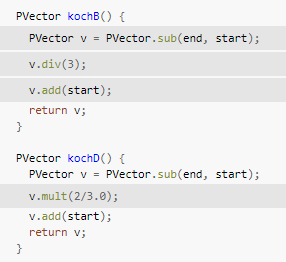 PVector kochB() {
  PVector v = PVector.sub(end, start);
  v.div(3);
  v.add(start);
  return v;
}
PVector kochD() {
  PVector v = PVector.sub(end, start);
  v.mult(2/3.0);
  v.add(start);
  return v;
}